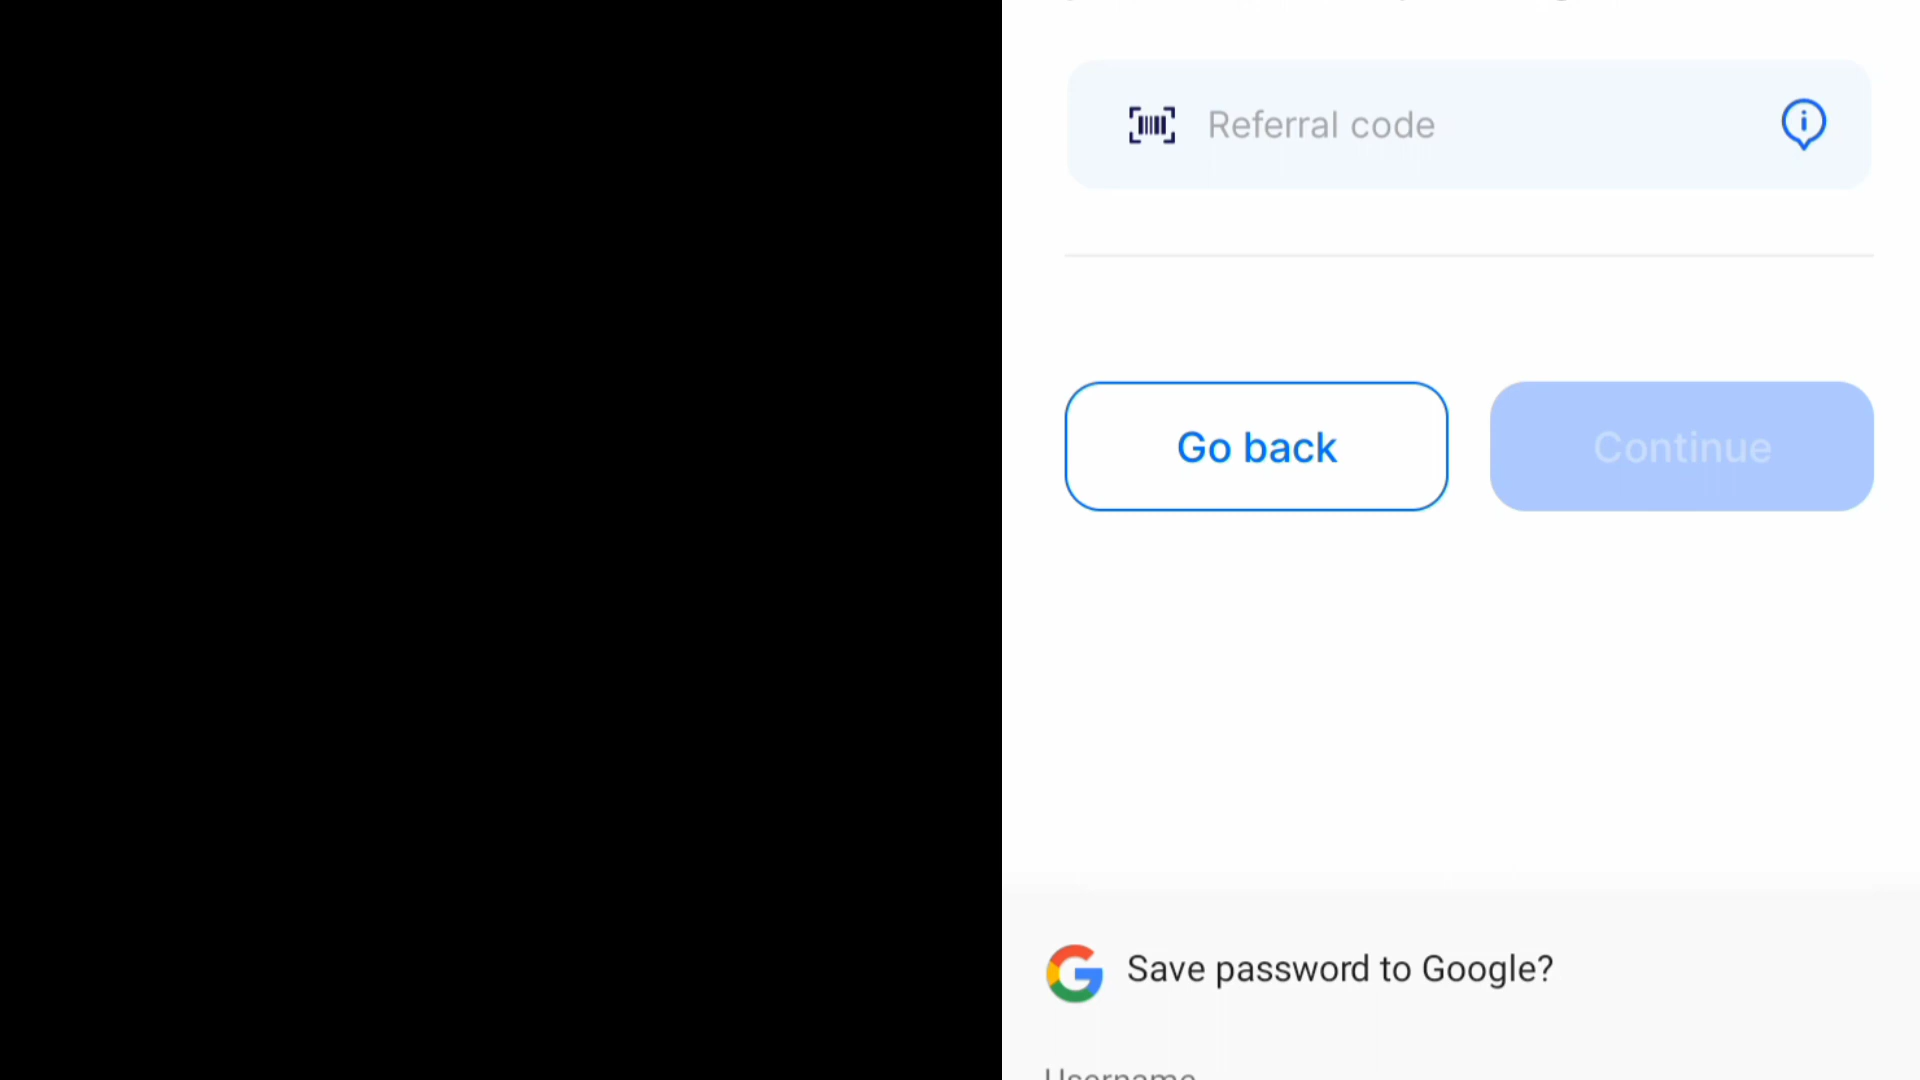 Referral code
Go back
Continue
Save password to Google?
Username